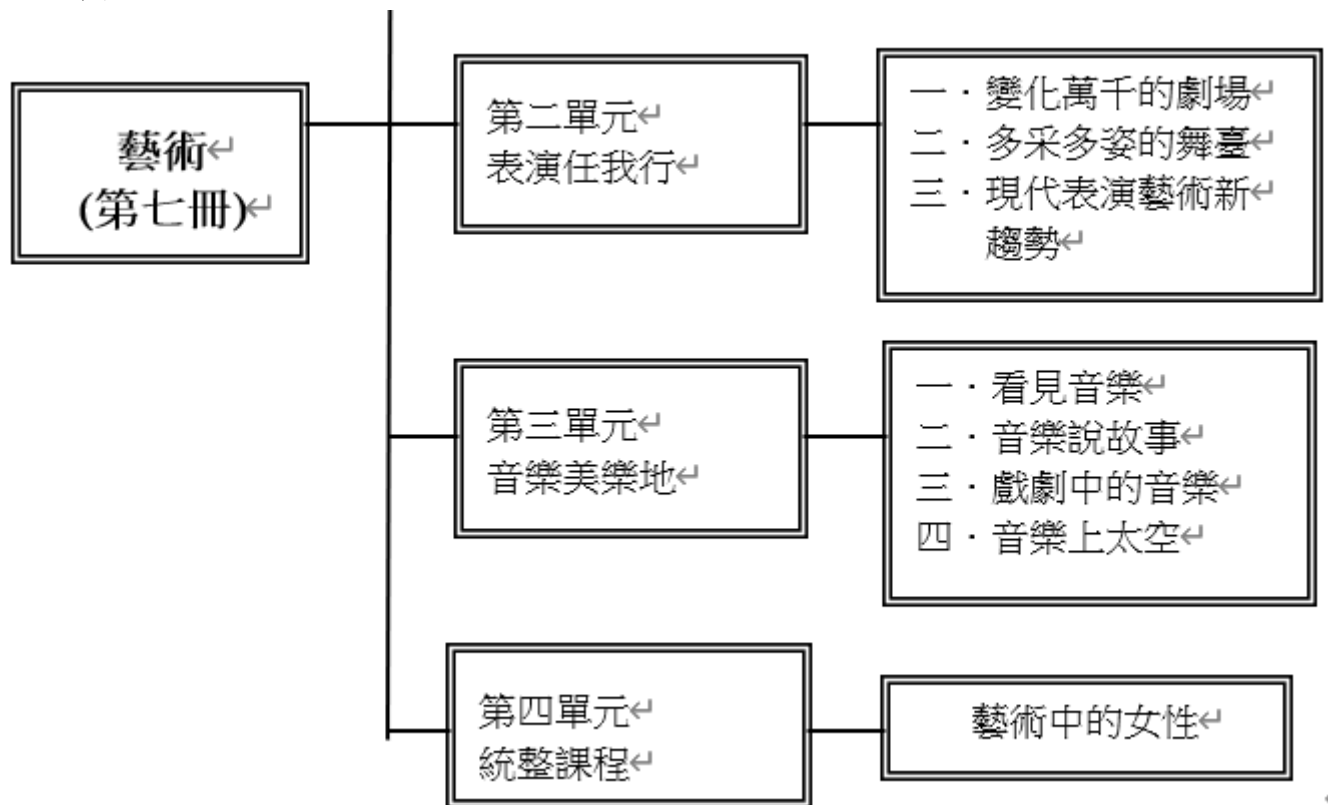 藝術
(第七冊)
第二單元
表演任我行
一．變化萬千的劇場
二．多采多姿的舞臺
三．現代表演藝術新
趨勢
第三單元
音樂美樂地
一．看見音樂
二．音樂說故事
三．戲劇中的音樂
四．音樂上太空
第四單元
統整課程
藝術中的女性